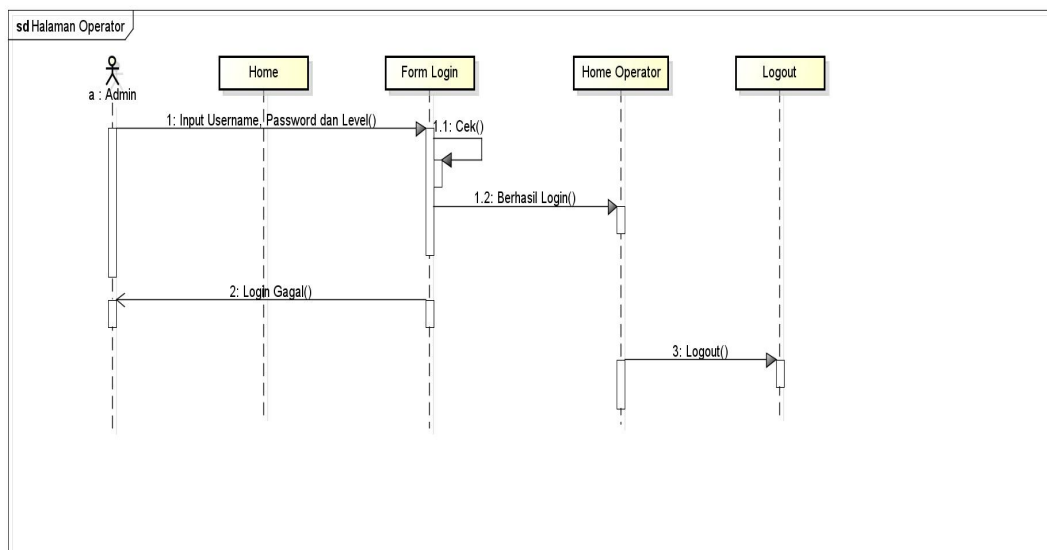 sd Halaman Operator
a : Admin
Home
Form Login
Home Operator
Logout
1: Input Username, Password dan Level()
1.1: Cek()
1.2: Berhasil Login()
2: Login Gagal()
3: Logout()